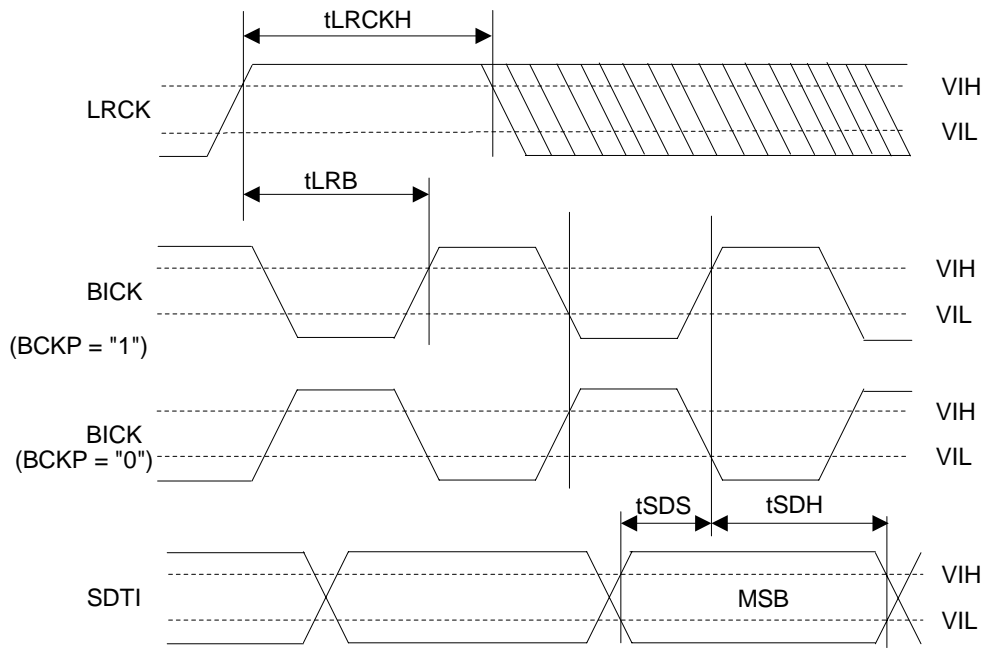 tLRCKH
LRCK
VIH
VIL
tLRB
BICK
(BCKP = "1")
VIH
VIL
BICK
(BCKP = "0")
VIH
VIL
tSDS
tSDH
SDTI
MSB
VIH
VIL